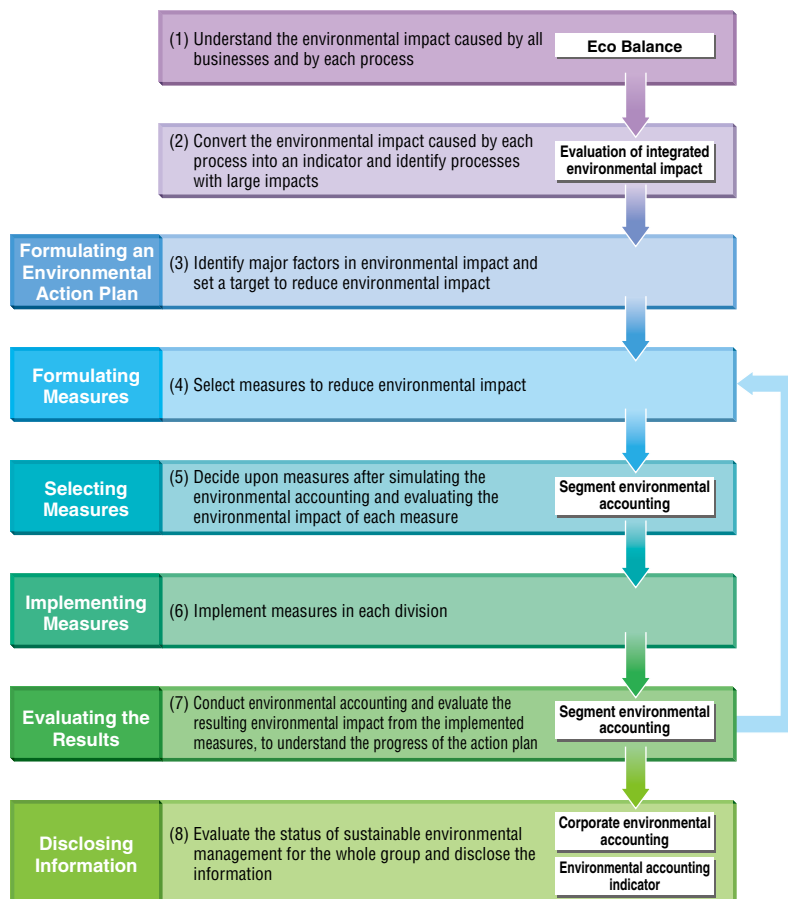 (1) Understand the environmental impact caused by all
businesses and by each process
Eco Balance
(2) Convert the environmental impact caused by each
process into an indicator and identify processes
with large impacts
Evaluation of integrated
environmental impact
Formulating an
Environmental
Action Plan
(3) Identify major factors in environmental impact and
set a target to reduce environmental impact
Formulating
Measures
(4) Select measures to reduce environmental impact
Selecting
Measures
(5) Decide upon measures after simulating the
environmental accounting and evaluating the
environmental impact of each measure
Segment environmental
accounting
Implementing
Measures
(6) Implement measures in each division
Evaluating the
Results
(7) Conduct environmental accounting and evaluate the
resulting environmental impact from the implemented
measures, to understand the progress of the action plan
Segment environmental
accounting
Disclosing
Information
(8) Evaluate the status of sustainable environmental
management for the whole group and disclose the
information
Corporate environmental
accounting
Environmental accounting
indicator